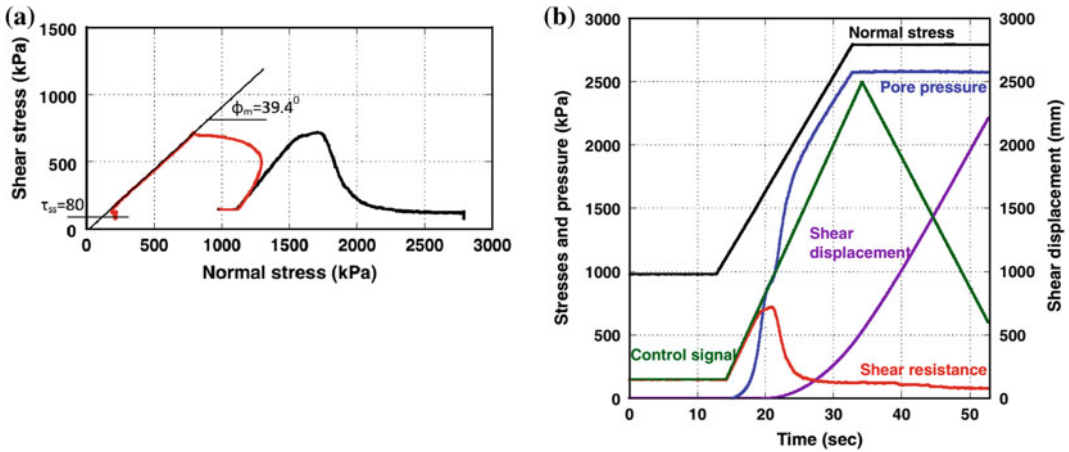 (a)
Shear stress (kPa)
1500
1000
500
0
ϕm=39.4⁰
τss=80
0 500 1000 1500 2000 2500 3000
Normal stress (kPa)
(b)
Stresses and pressure (kPa)
3000
2500
2000
1500
1000
500
0
Normal stress
Pore pressure
Shear
displacement
Control signal
Shear resistance
3000
2500
2000
1500
1000
500
0
Shear displacement (mm)
0 10 20 30 40 50
Time (sec)